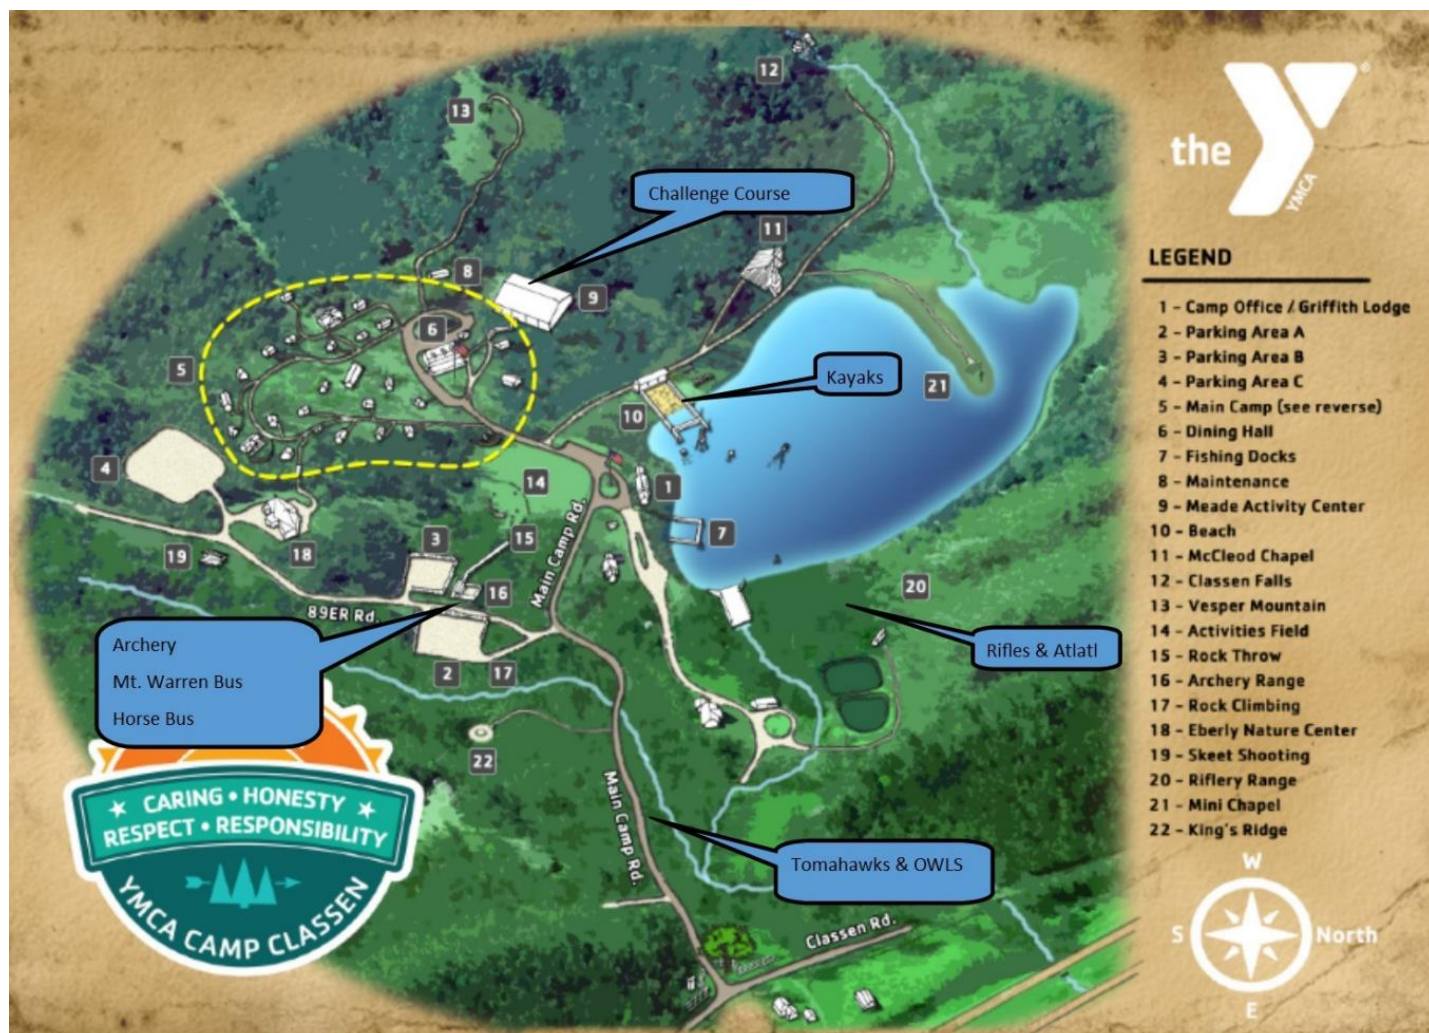 12
13
the
YMCA
®
Challenge Course
11
8
9
LEGEND
1 - Camp Office / Griffith Lodge
2 - Parking Area A
3 - Parking Area B
4 - Parking Area C
5 - Main Camp (see reverse)
6 - Dining Hall
7 - Fishing Docks
8 - Maintenance
9 - Meade Activity Center
10 - Beach
11 - McCleod Chapel
12 - Classen Falls
13 - Vesper Mountain
14 - Activities Field
15 - Rock Throw
16 - Archery Range
17 - Rock Climbing
18 - Eberly Nature Center
19 - Skeet Shooting
20 - Riflery Range
21 - Mini Chapel
22 - King's Ridge
6
5
Kayaks
21
10
4
14
1
Main Camp Rd.
7
3
15
19
18
16
20
89ER Rd.
Archery
Mt. Warren Bus
Horse Bus
Rifles & Atlatl
2
17
22
Main Camp Rd.
Tomahawks & OWLS
CARING • HONESTY
RESPECT • RESPONSIBILITY
YMCA CAMP CLASSEN
Classen Rd.
W
S
North
E